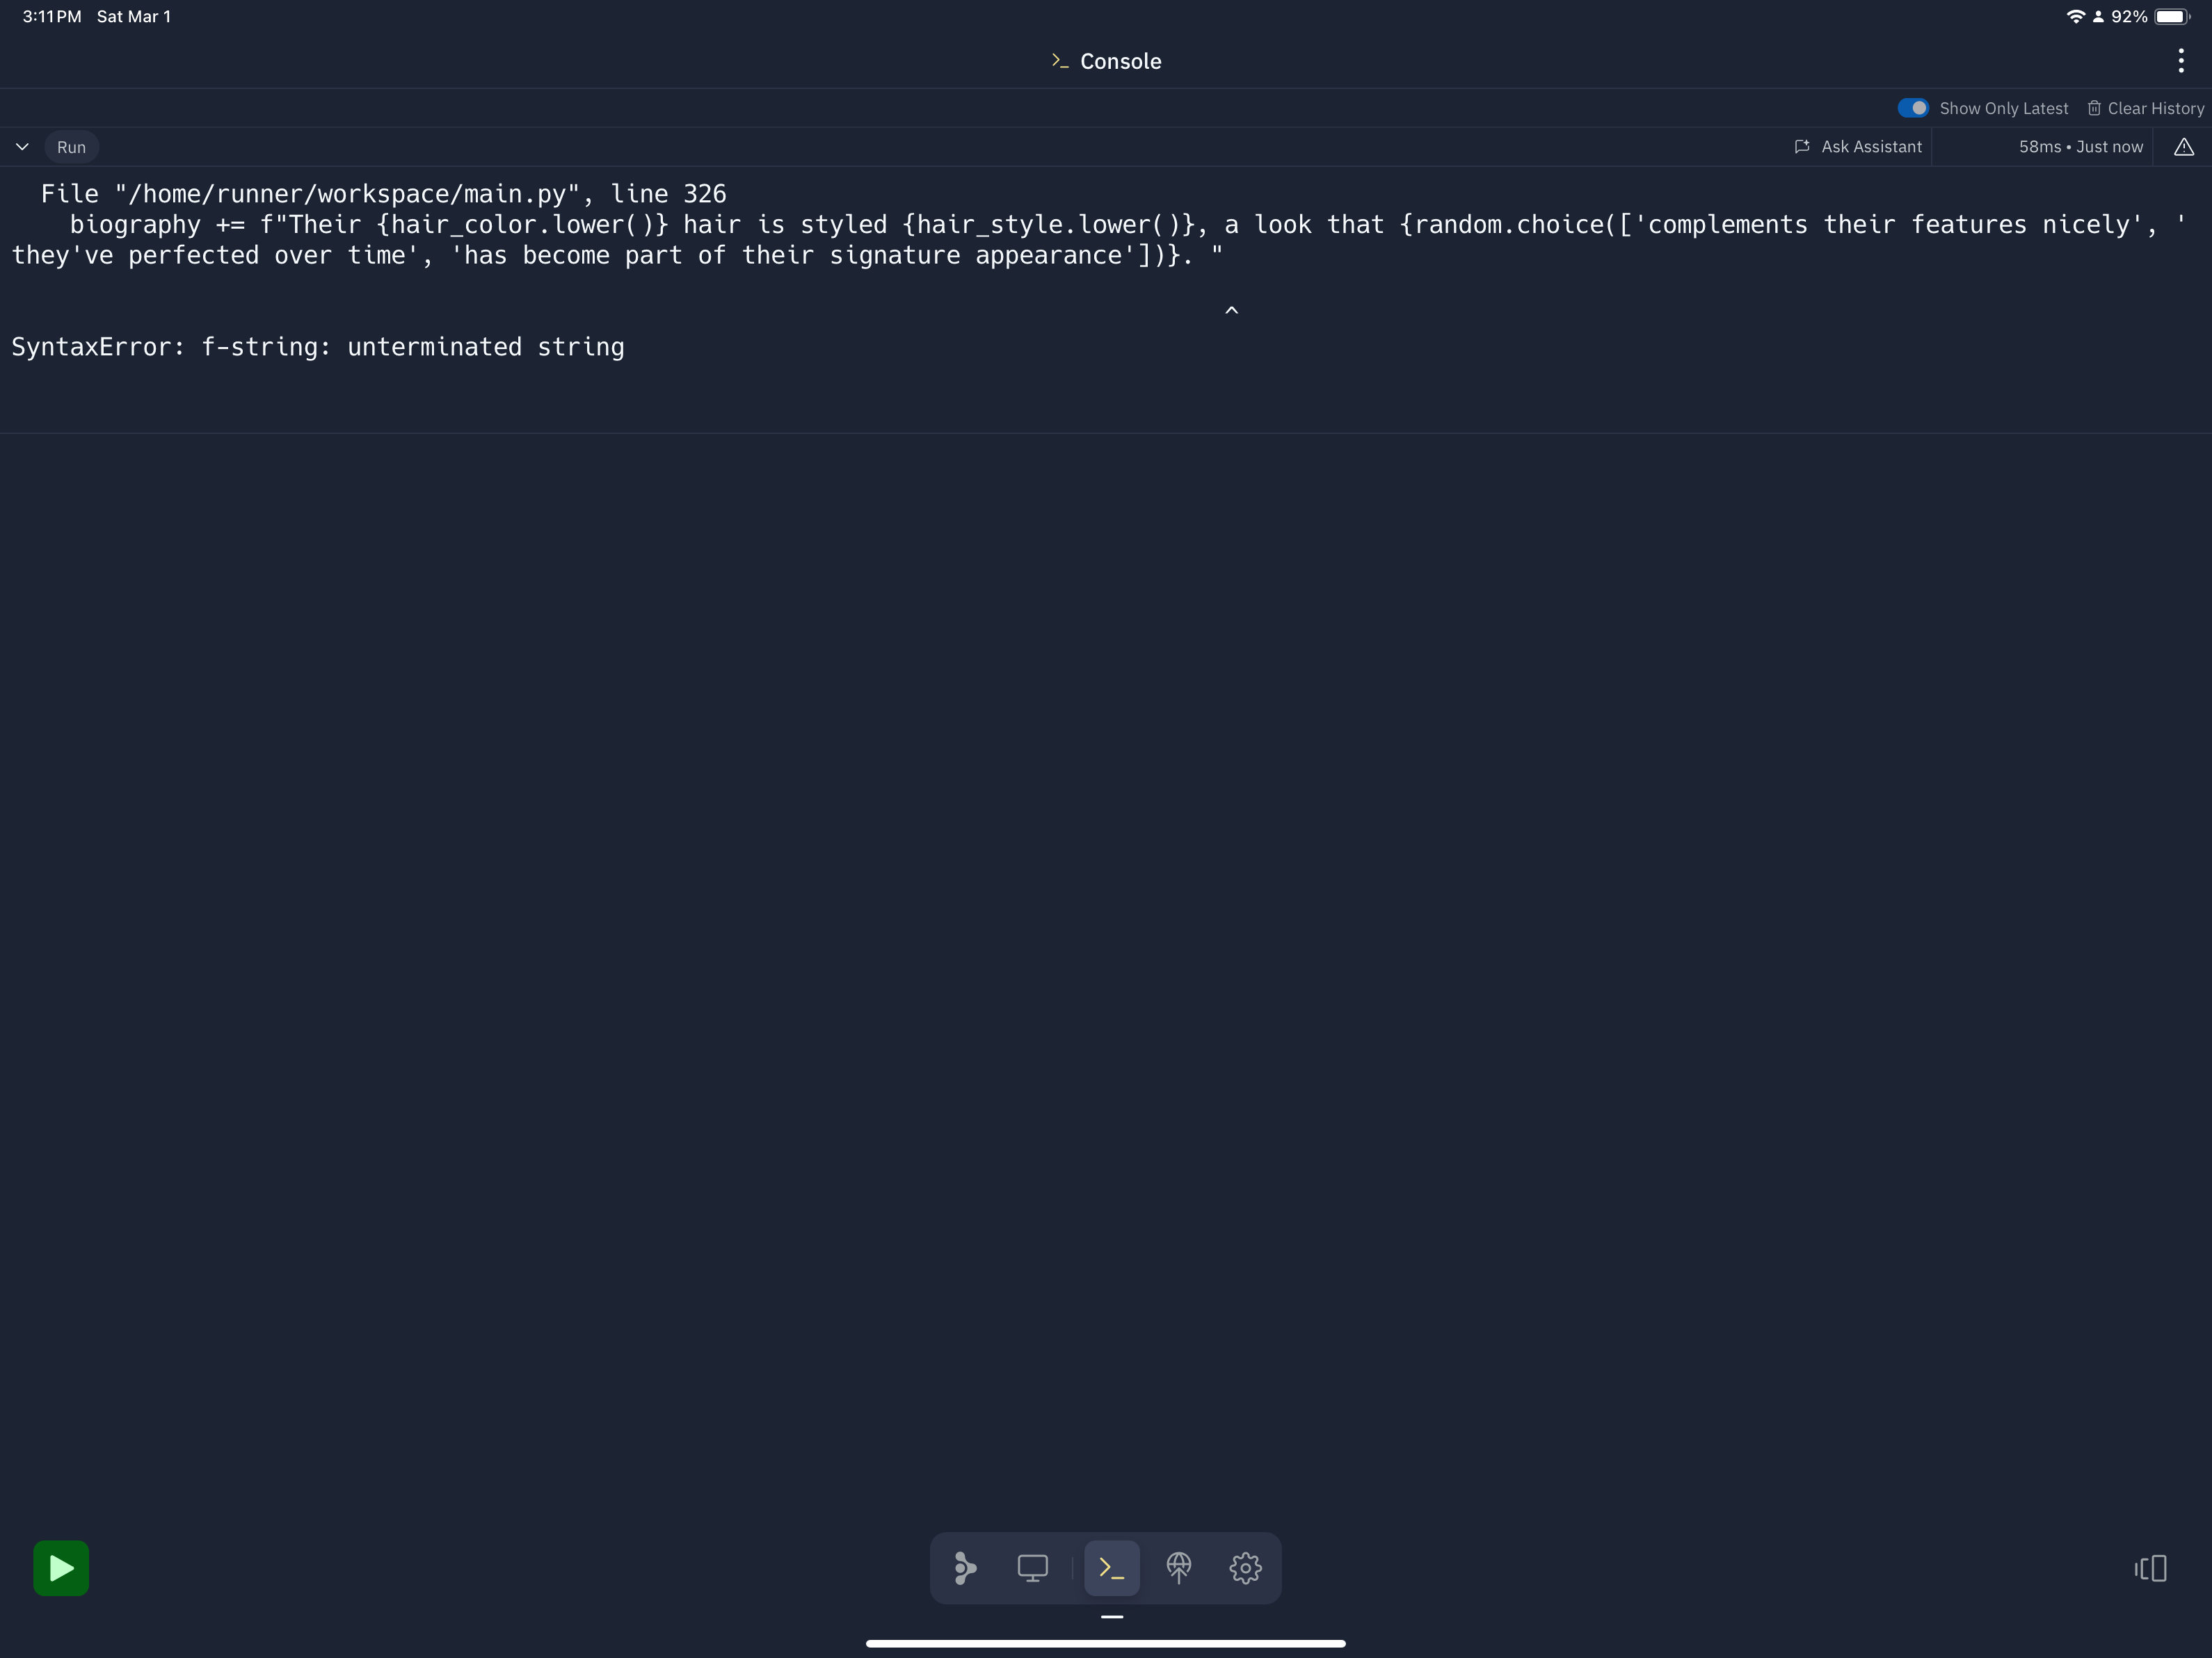 3:11 PM Sat Mar 1
92%
>_ Console
Show Only Latest Clear History
Run
Ask Assistant
58ms • Just now
File "/home/runner/workspace/main.py", line 326
biography += f"Their {hair_color.lower()} hair is styled {hair_style.lower()}, a look that {random.choice(['complements their features nicely', '
they've perfected over time', 'has become part of their signature appearance'])}. "
^
SyntaxError: f-string: unterminated string